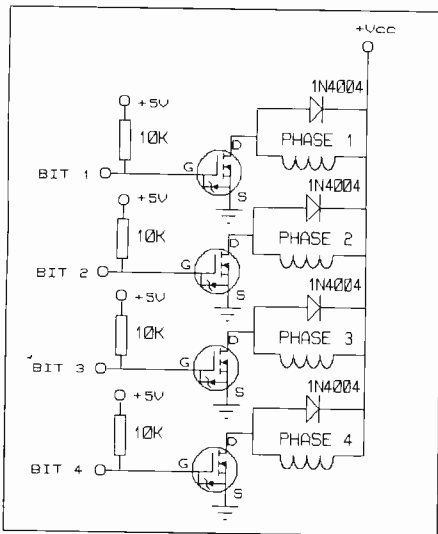 +Vcc
1N4004
+5V
10K
PHASE 1
D
G
BIT 1
S
+5V
1N4004
10K
PHASE 2
D
G
BIT 2
S
+5V
1N4004
10K
PHASE 3
D
G
BIT 3
S
+5V
1N4004
10K
PHASE 4
D
G
BIT 4
S